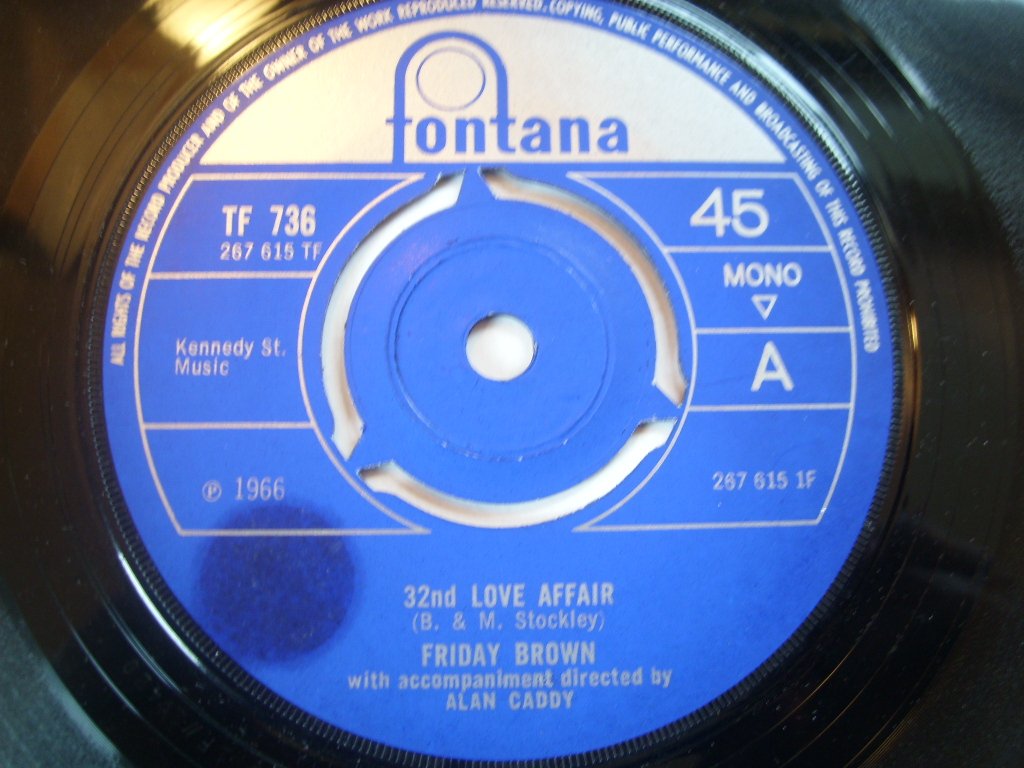 ALL RIGHTS OF THE RECORD PRODUCER AND OF THE OWNER OF THE WORK REPRODUCED RESERVED. COPYING, PUBLIC PERFORMANCE AND BROADCASTING OF THIS RECORD PROHIBITED
fontana
TF 736
267 615 TF
45
MONO
Kennedy St.
Music
A
℗ 1966
267 615 1F
32nd LOVE AFFAIR
(B. & M. Stockley)
FRIDAY BROWN
with accompaniment directed by
ALAN CADDY